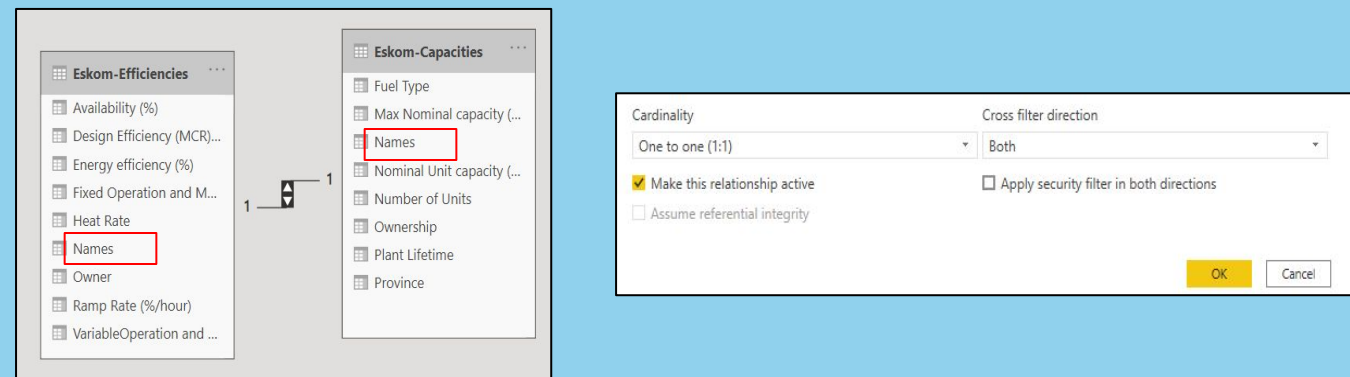 Eskom-Efficiencies ...
Availability (%)
Design Efficiency (MCR)...
Energy efficiency (%)
Fixed Operation and M...
Heat Rate
Names
Owner
Ramp Rate (%/hour)
VariableOperation and ...
1
1
Eskom-Capacities ...
Fuel Type
Max Nominal capacity (...
Names
Nominal Unit capacity (...
Number of Units
Ownership
Plant Lifetime
Province
Cardinality Cross filter direction
One to one (1:1) Both
Make this relationship active Apply security filter in both directions
Assume referential integrity
OK Cancel